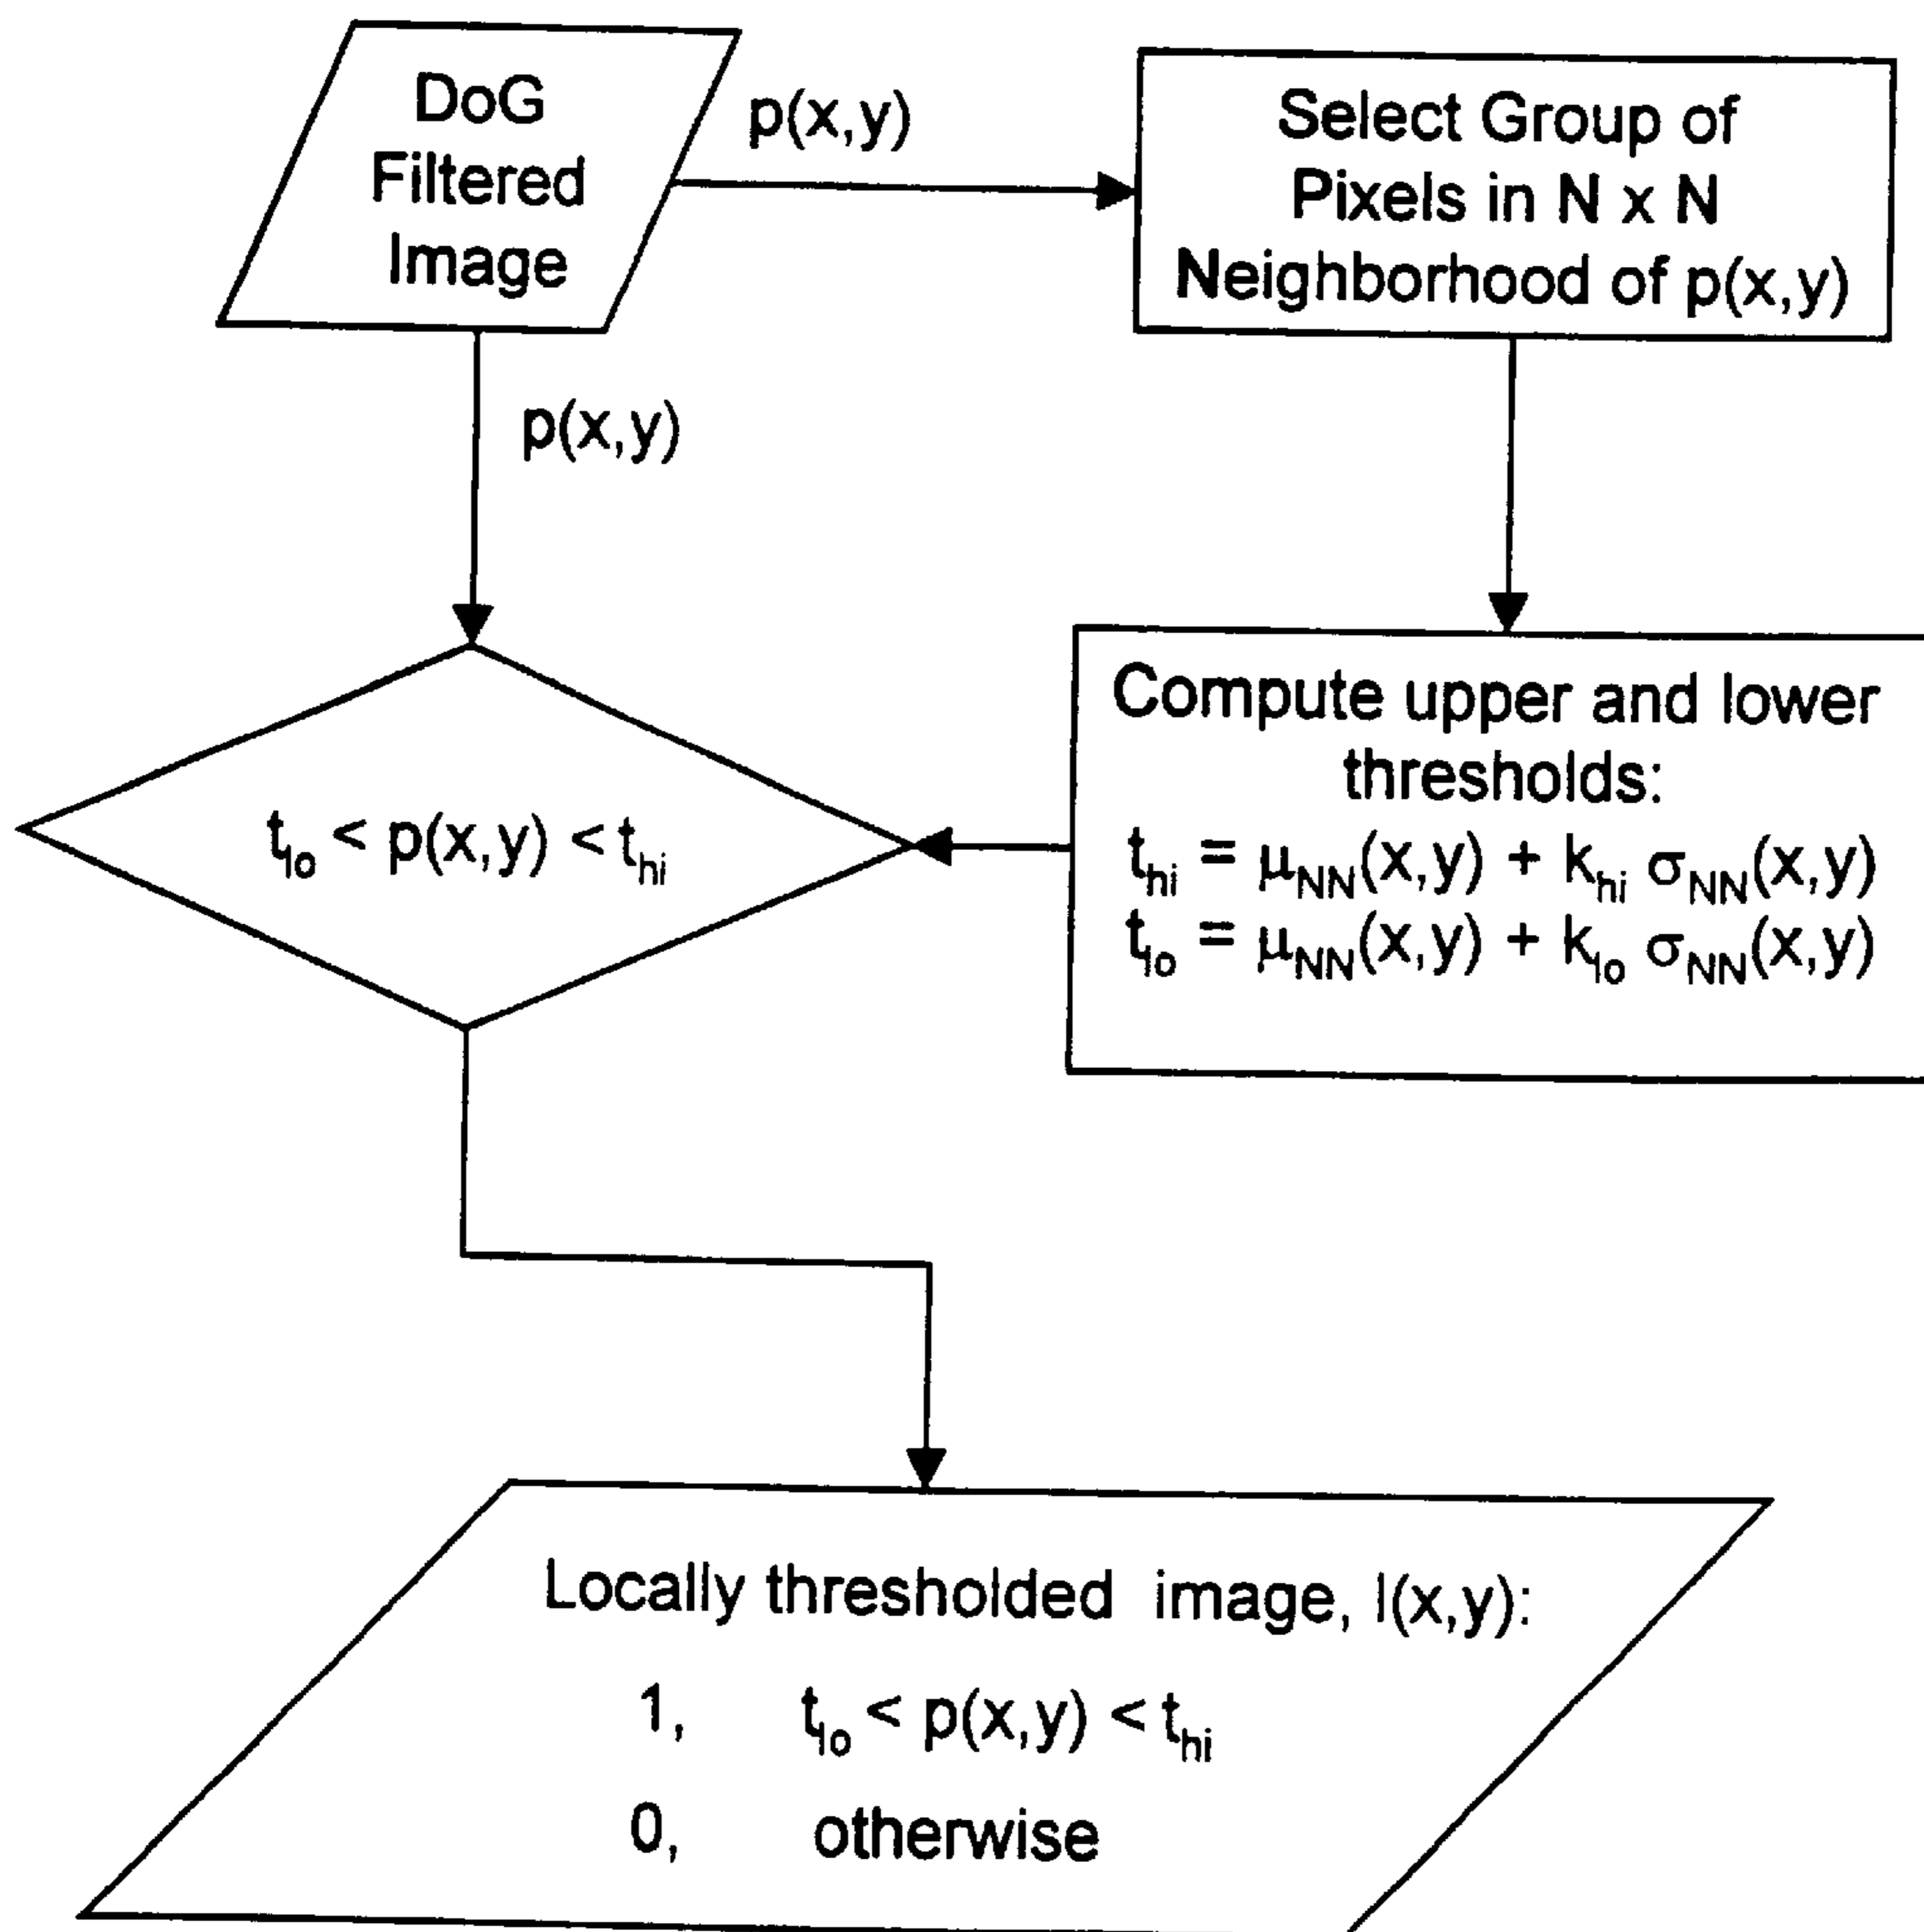 DoG
Filtered
Image
p(x,y)
Select Group of
Pixels in N x N
Neighborhood of p(x,y)
p(x,y)
Compute upper and lower
thresholds:
t_hi = μ_NN(x,y) + k_hi σ_NN(x,y)
t_lo = μ_NN(x,y) + k_lo σ_NN(x,y)
t_lo < p(x,y) < t_hi
Locally thresholded image, I(x,y):
1, t_lo < p(x,y) < t_hi
0, otherwise